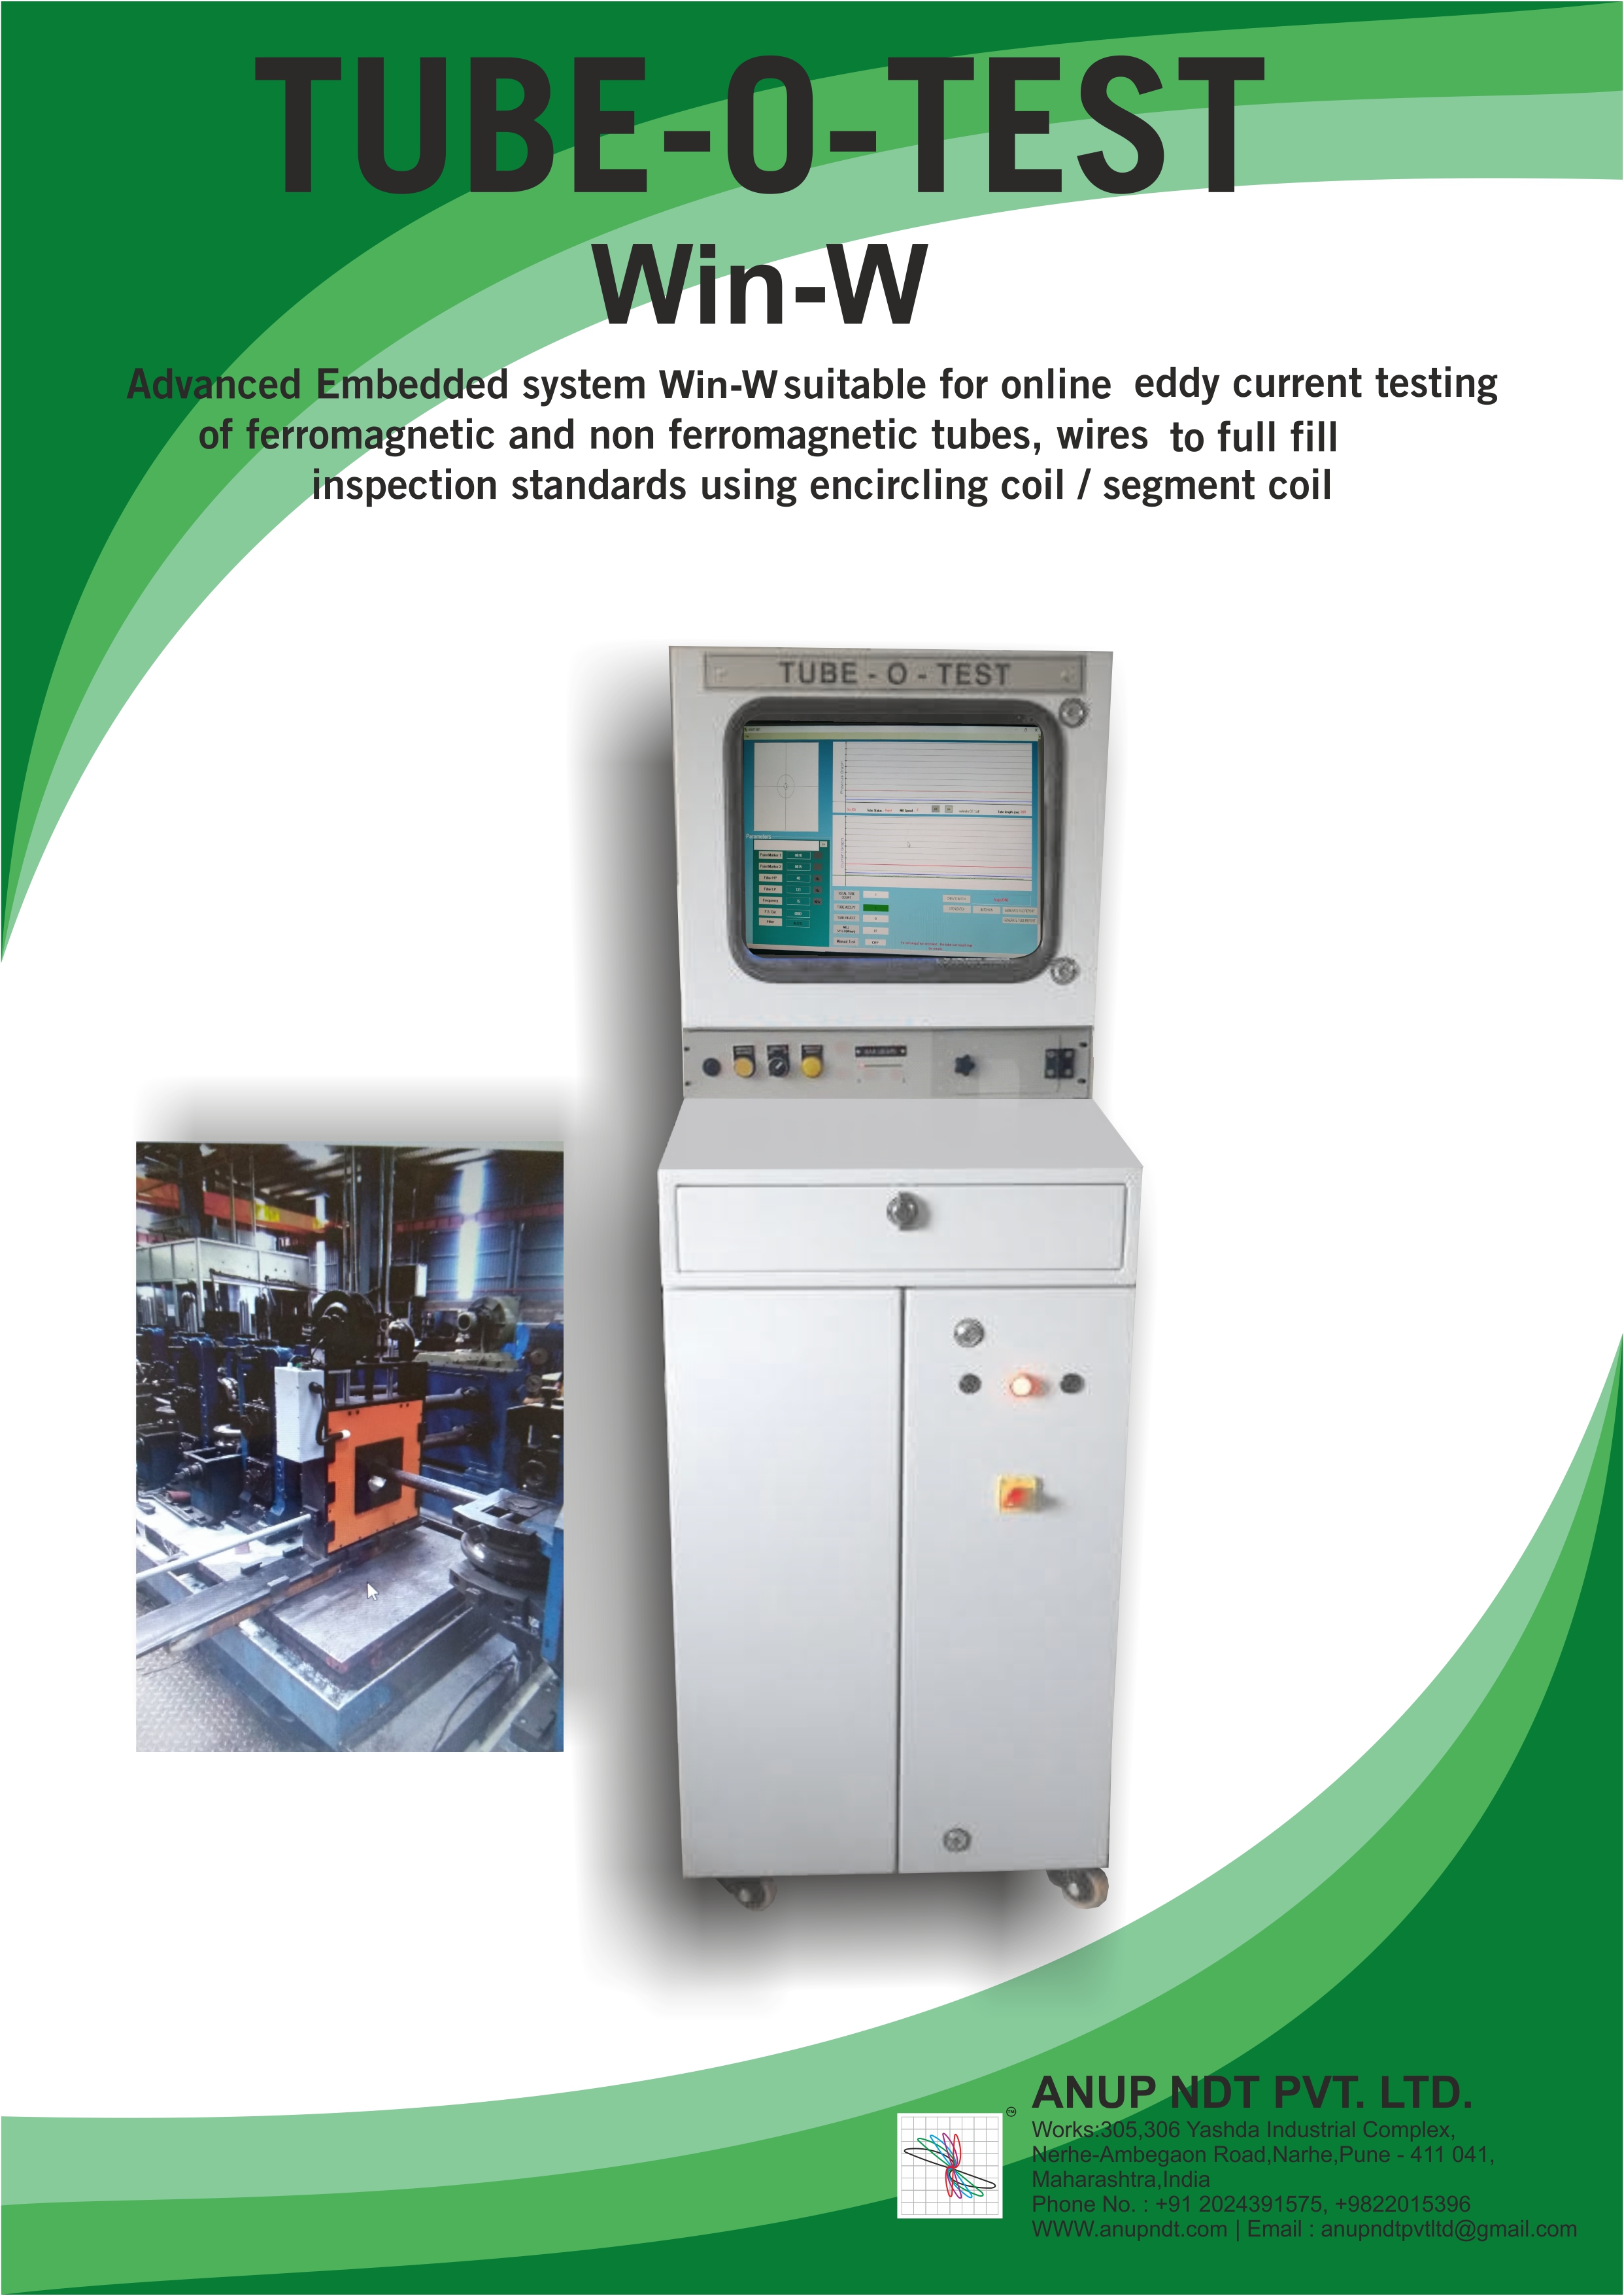 TUBE-O-TEST
Win-W
Advanced Embedded system Win-W suitable for online eddy current testing
of ferromagnetic and non ferromagnetic tubes, wires to full fill
inspection standards using encircling coil / segment coil
TUBE - O - TEST
Parameters
ANUP NDT PVT. LTD.
TM
Works:305,306 Yashda Industrial Complex,
Nerhe-Ambegaon Road,Narhe,Pune - 411 041,
Maharashtra,India
Phone No. : +91 2024391575, +9822015396
WWW.anupndt.com | Email : anupndtpvtltd@gmail.com